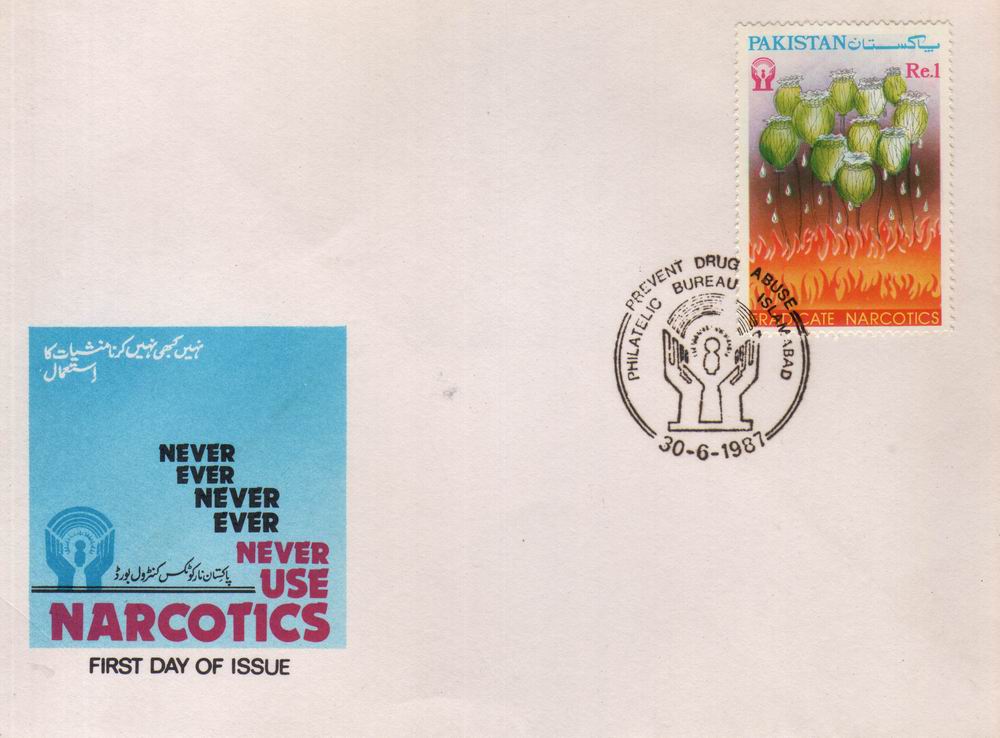 PAKISTAN پاکستان
Re.1
ERADICATE NARCOTICS
PREVENT DRUG ABUSE
PHILATELIC BUREAU ISLAMABAD
30-6-1987
نہیں کبھی نہیں کرنا منشیات کا
استعمال
NEVER
EVER
NEVER
EVER
NEVER
پاکستان نارکوٹکس کنٹرول بورڈ
USE
NARCOTICS
FIRST DAY OF ISSUE